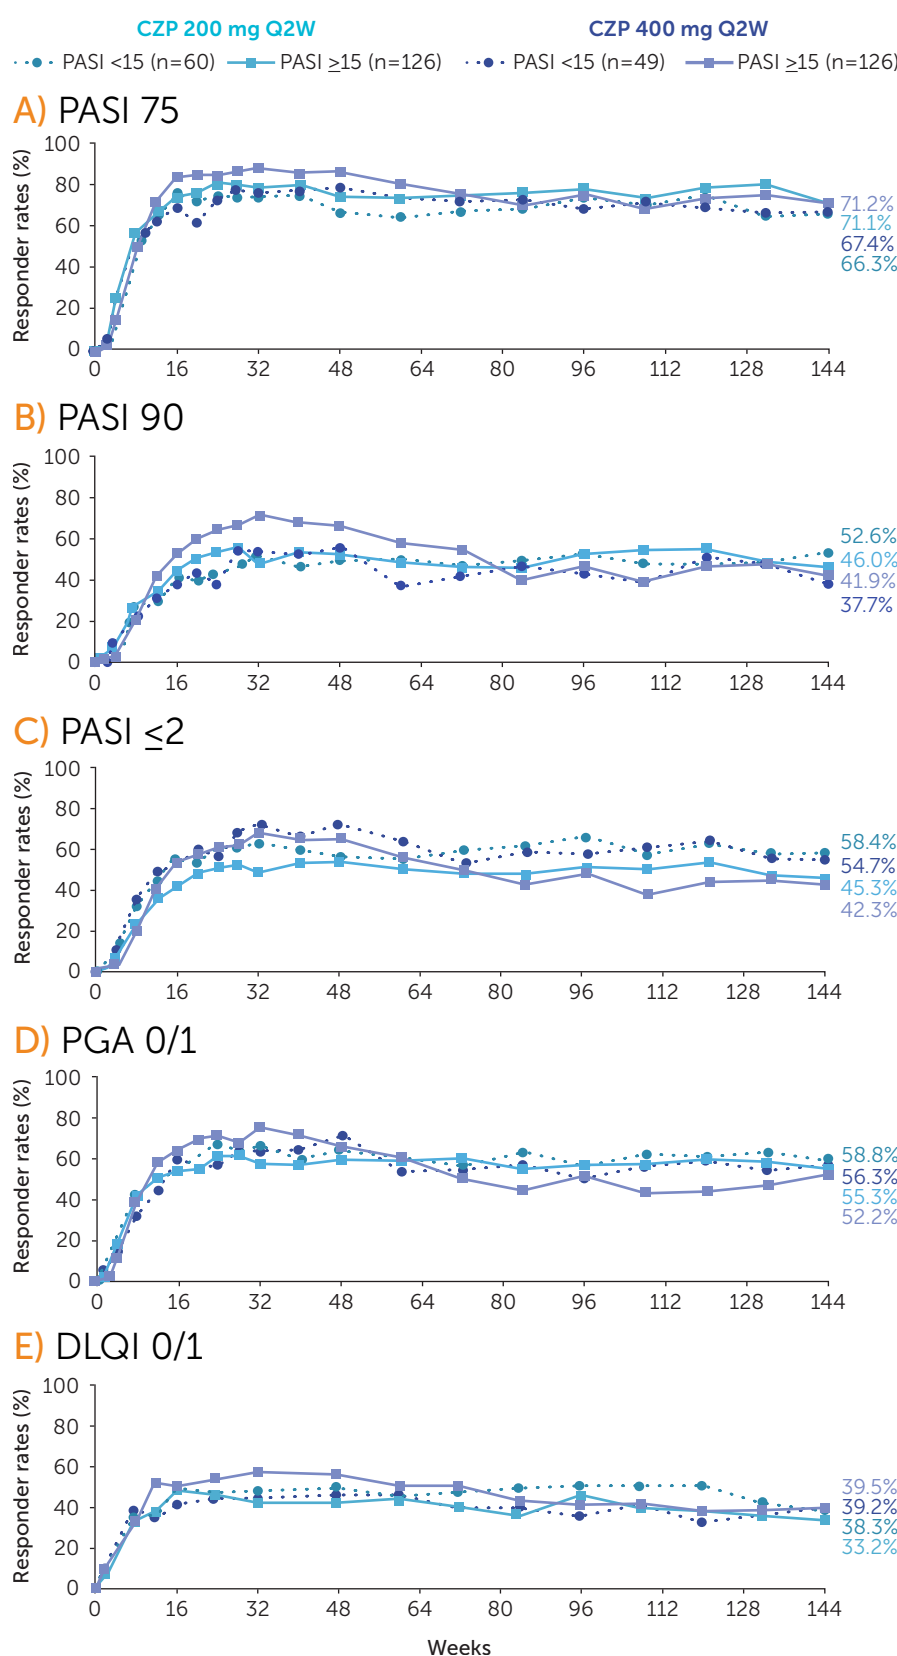 CZP 200 mg Q2W CZP 400 mg Q2W
PASI <15 (n=60) PASI ≥15 (n=126) PASI <15 (n=49) PASI ≥15 (n=126)
A) PASI 75
Responder rates (%)
100
80
60
40
20
0
0 16 32 48 64 80 96 112 128 144
71.2%
71.1%
67.4%
66.3%
B) PASI 90
Responder rates (%)
100
80
60
40
20
0
0 16 32 48 64 80 96 112 128 144
52.6%
46.0%
41.9%
37.7%
C) PASI ≤2
Responder rates (%)
100
80
60
40
20
0
0 16 32 48 64 80 96 112 128 144
58.4%
54.7%
45.3%
42.3%
D) PGA 0/1
Responder rates (%)
100
80
60
40
20
0
0 16 32 48 64 80 96 112 128 144
58.8%
56.3%
55.3%
52.2%
E) DLQI 0/1
Responder rates (%)
100
80
60
40
20
0
0 16 32 48 64 80 96 112 128 144
39.5%
39.2%
38.3%
33.2%
Weeks